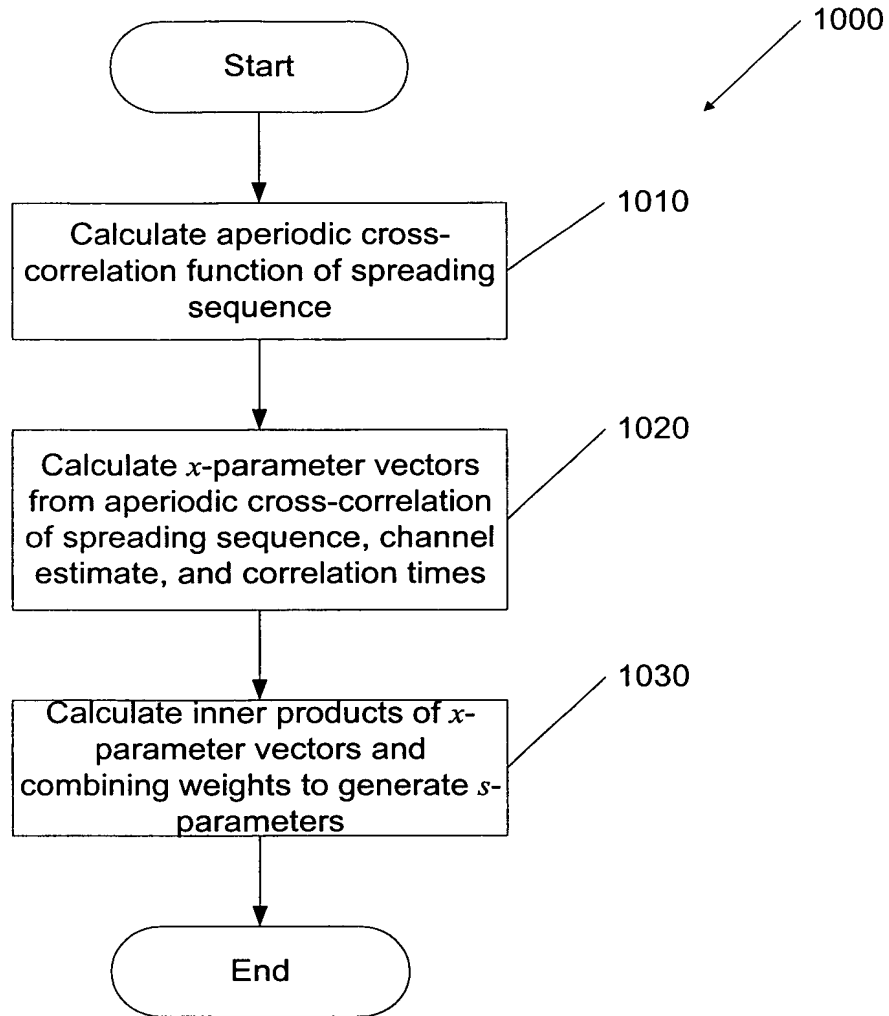 1000
Start
1010
Calculate aperiodic cross-
correlation function of spreading
sequence
1020
Calculate x-parameter vectors
from aperiodic cross-correlation
of spreading sequence, channel
estimate, and correlation times
1030
Calculate inner products of x-
parameter vectors and
combining weights to generate s-
parameters
End